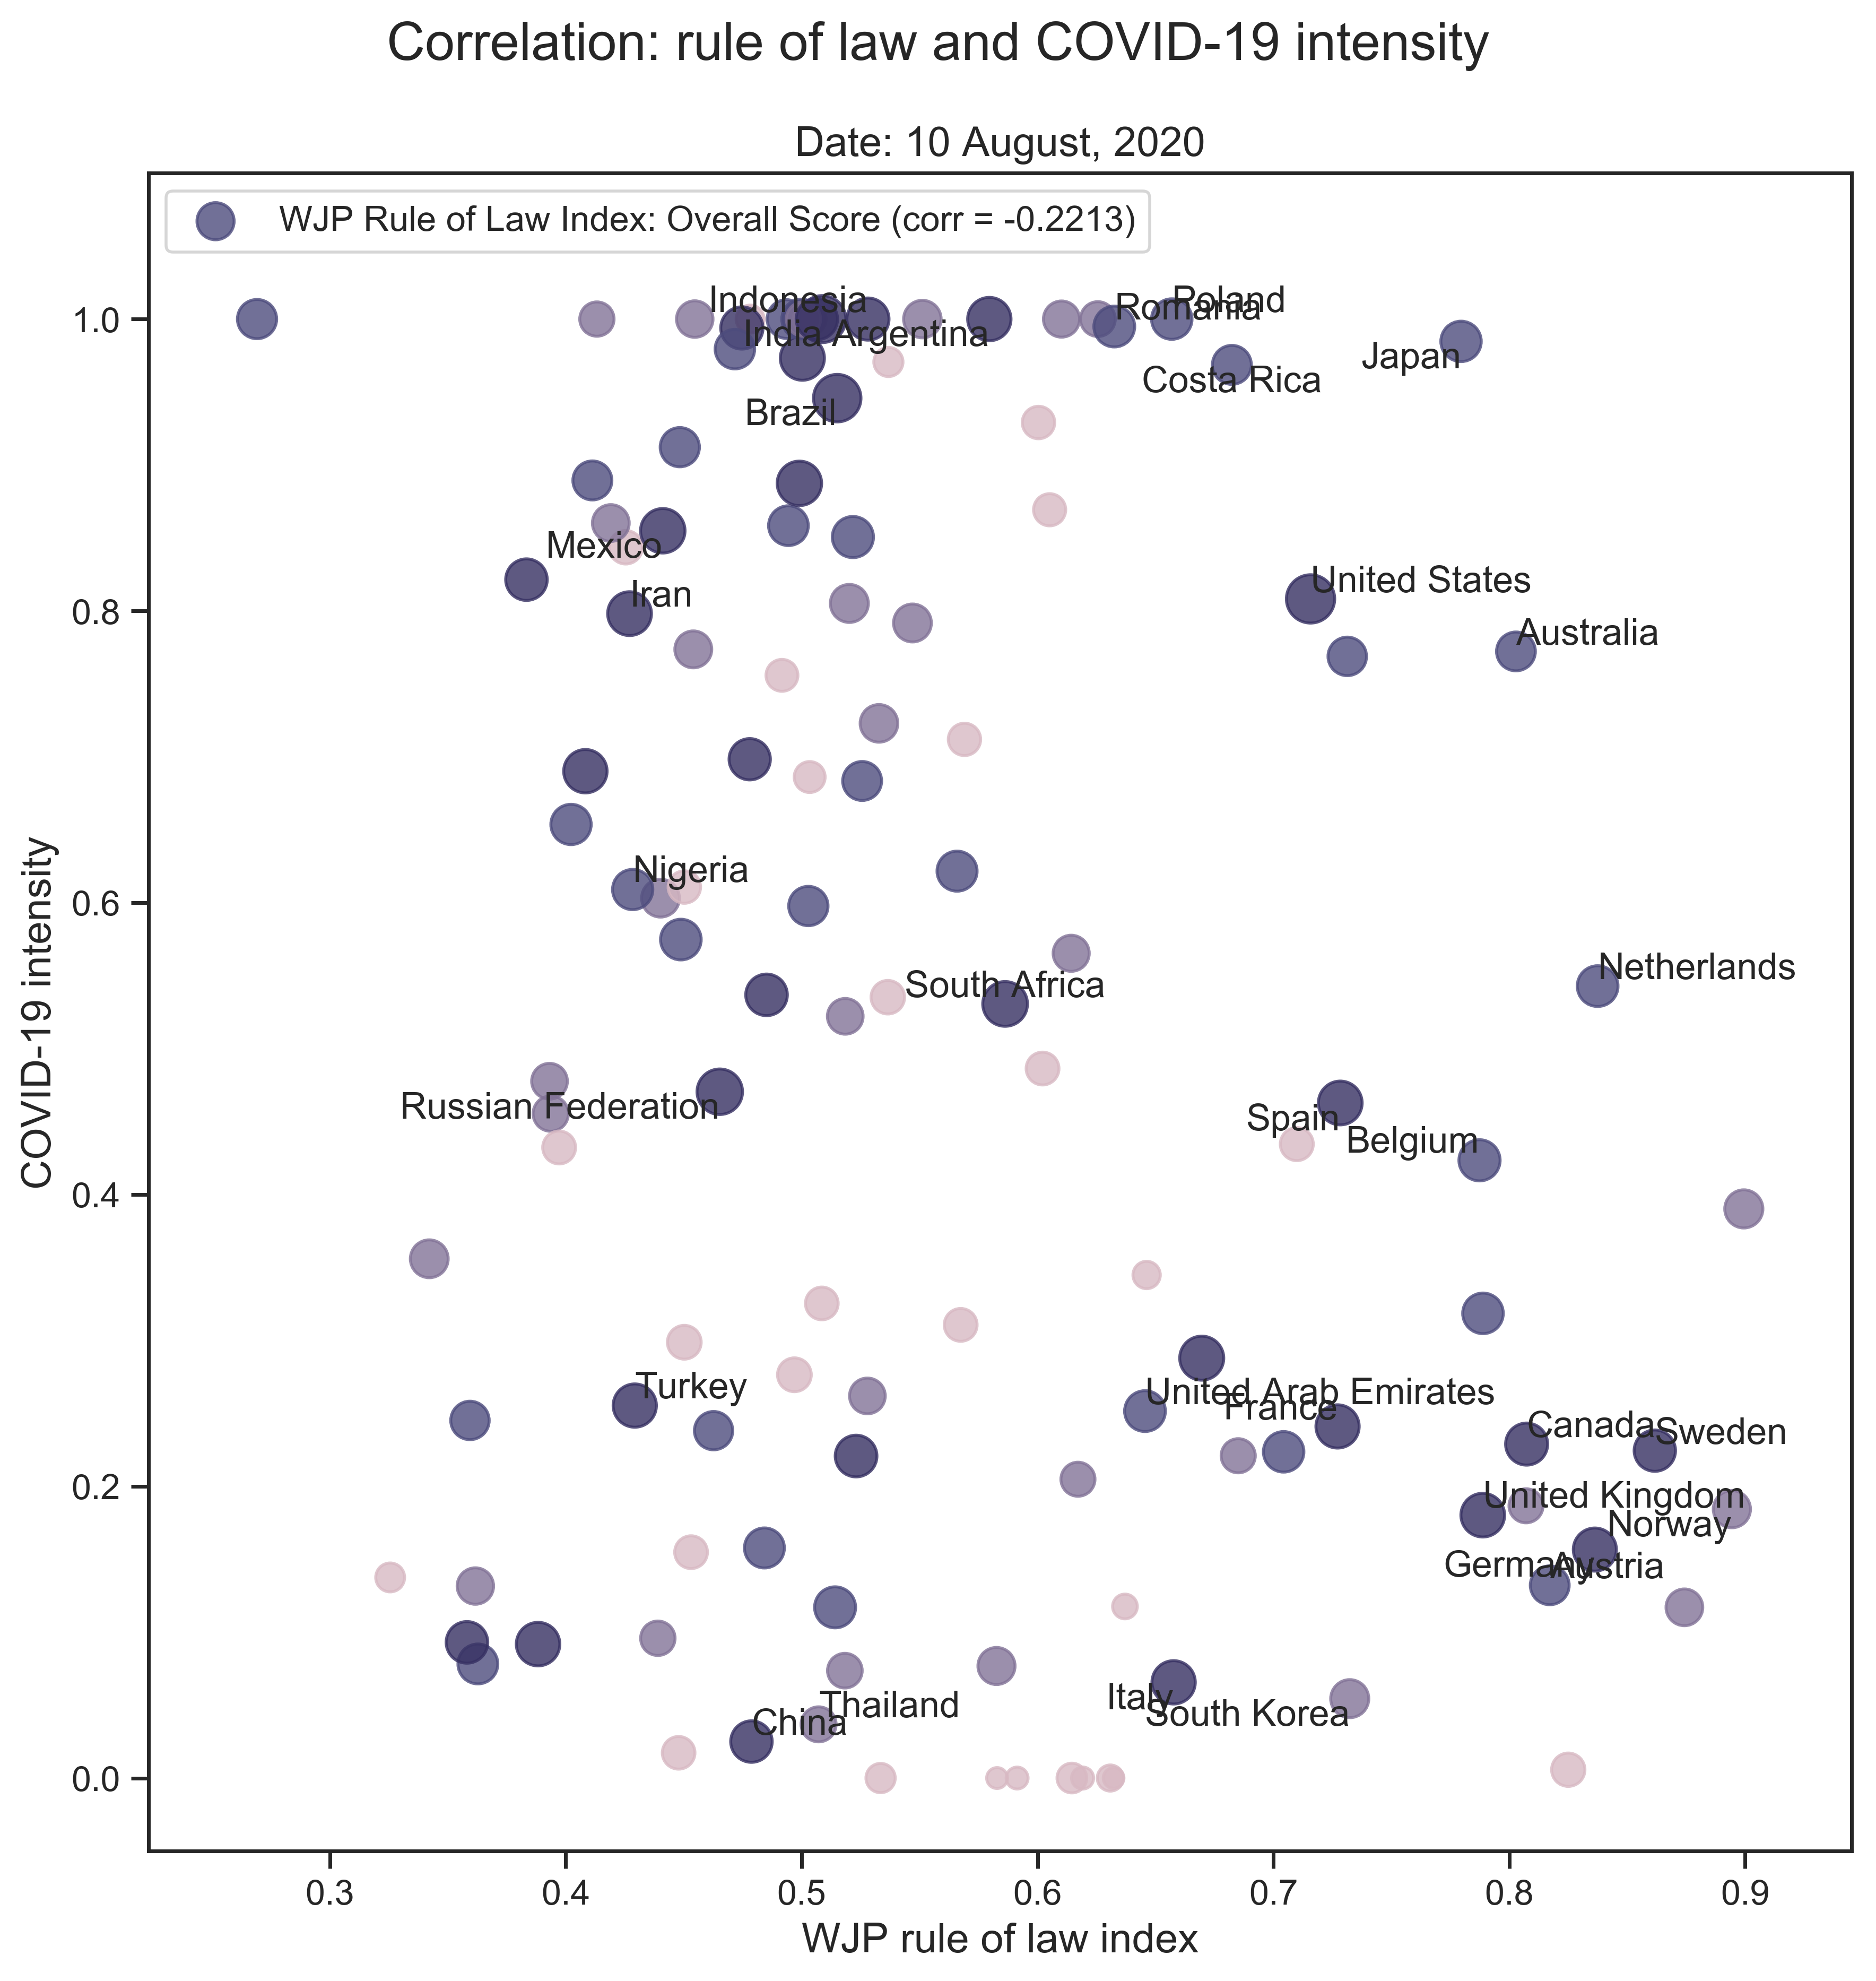 Correlation: rule of law and COVID-19 intensity
Date: 10 August, 2020
WJP Rule of Law Index: Overall Score (corr = -0.2213)
Indonesia
Poland
Romania
1.0
India
Argentina
Japan
Costa Rica
Brazil
Mexico
Iran
United States
0.8
Australia
Nigeria
0.6
Netherlands
South Africa
Russian Federation
Spain
Belgium
0.4
Turkey
United Arab Emirates
France
Canada
Sweden
0.2
United Kingdom
Norway
Germany
Austria
Italy
Thailand
South Korea
China
0.0
COVID-19 intensity
0.3
0.4
0.5
0.6
0.7
0.8
0.9
WJP rule of law index